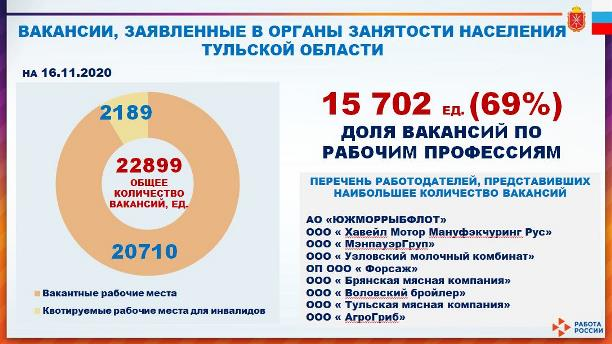 ВАКАНСИИ, ЗАЯВЛЕННЫЕ В ОРГАНЫ ЗАНЯТОСТИ НАСЕЛЕНИЯ
ТУЛЬСКОЙ ОБЛАСТИ
НА 16.11.2020
2189
22899
ОБЩЕЕ
КОЛИЧЕСТВО
ВАКАНСИЙ, ЕД.
20710
Вакантные рабочие места
Квотируемые рабочие места для инвалидов
15 702 ЕД. (69%)
ДОЛЯ ВАКАНСИЙ ПО
РАБОЧИМ ПРОФЕССИЯМ
ПЕРЕЧЕНЬ РАБОТОДАТЕЛЕЙ, ПРЕДСТАВИВШИХ
НАИБОЛЬШЕЕ КОЛИЧЕСТВО ВАКАНСИЙ
АО «ЮЖМОРРЫБФЛОТ»
ООО « Хавейл Мотор Мануфэкчуринг Рус»
ООО « МэнпауэрГруп»
ООО « Узловский молочный комбинат»
ОП ООО « Форсаж»
ООО « Брянская мясная компания»
ООО « Воловский бройлер»
ООО « Тульская мясная компания»
ООО « АгроГриб»
РАБОТА
РОССИИ